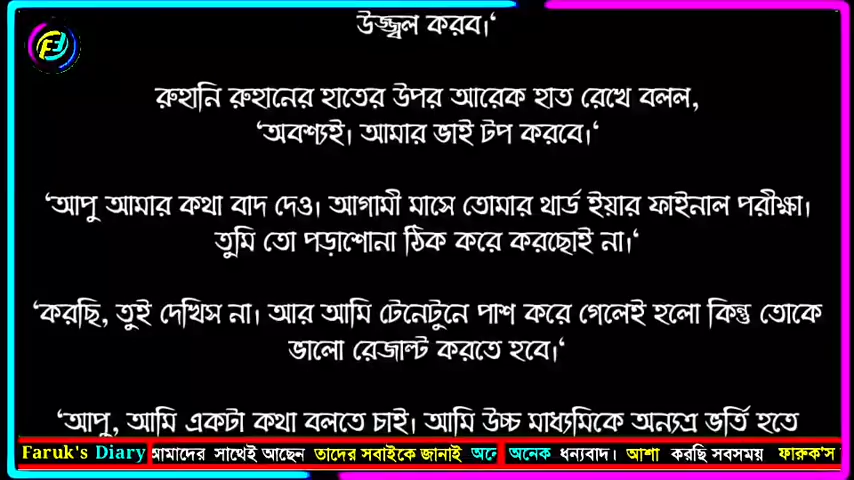 উজ্জ্বল করব।‘
রুহানি রুহানের হাতের উপর আরেক হাত রেখে বলল,
‘অবশ্যই। আমার ভাই টপ করবে।‘
‘আপু আমার কথা বাদ দেও। আগামী মাসে তোমার থার্ড ইয়ার ফাইনাল পরীক্ষা।
তুমি তো পড়াশোনা ঠিক করে করছোই না।‘
‘করছি, তুই দেখিস না। আর আমি টেনেটুনে পাশ করে গেলেই হলো কিন্তু তোকে
ভালো রেজাল্ট করতে হবে।‘
‘আপু, আমি একটা কথা বলতে চাই। আমি উচ্চ মাধ্যমিকে অন্যত্র ভর্তি হতে
Faruk's Diary আমাদের সাথেই আছেন তাদের সবাইকে জানাই অনেক ধন্যবাদ। আশা করছি সবসময় ফারুক'স